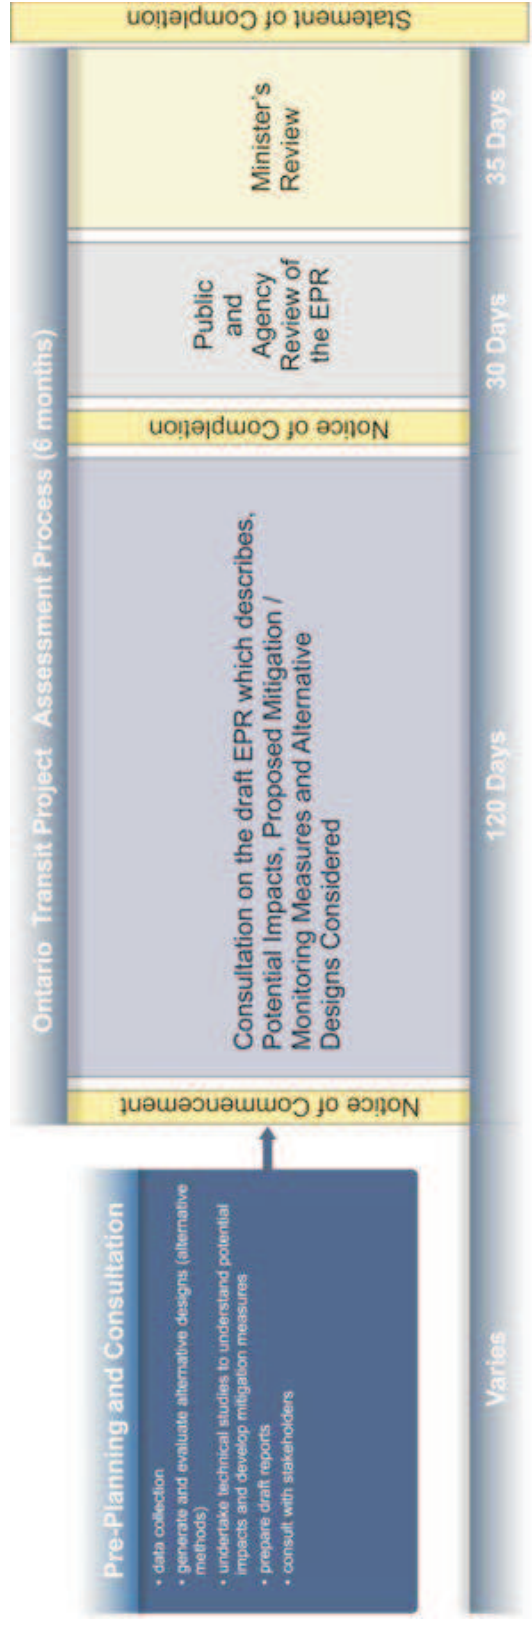 Ontario Transit Project Assessment Process (6 months)
Pre-Planning and Consultation
• data collection
• generate and evaluate alternative designs (alternative
methods)
• undertake technical studies to understand potential
impacts and develop mitigation measures
• prepare draft reports
• consult with stakeholders
Notice of Commencement
Consultation on the draft EPR which describes,
Potential Impacts, Proposed Mitigation /
Monitoring Measures and Alternative
Designs Considered
Notice of Completion
Public
and
Agency
Review of
the EPR
Minister's
Review
Statement of Completion
Varies
120 Days
30 Days
35 Days